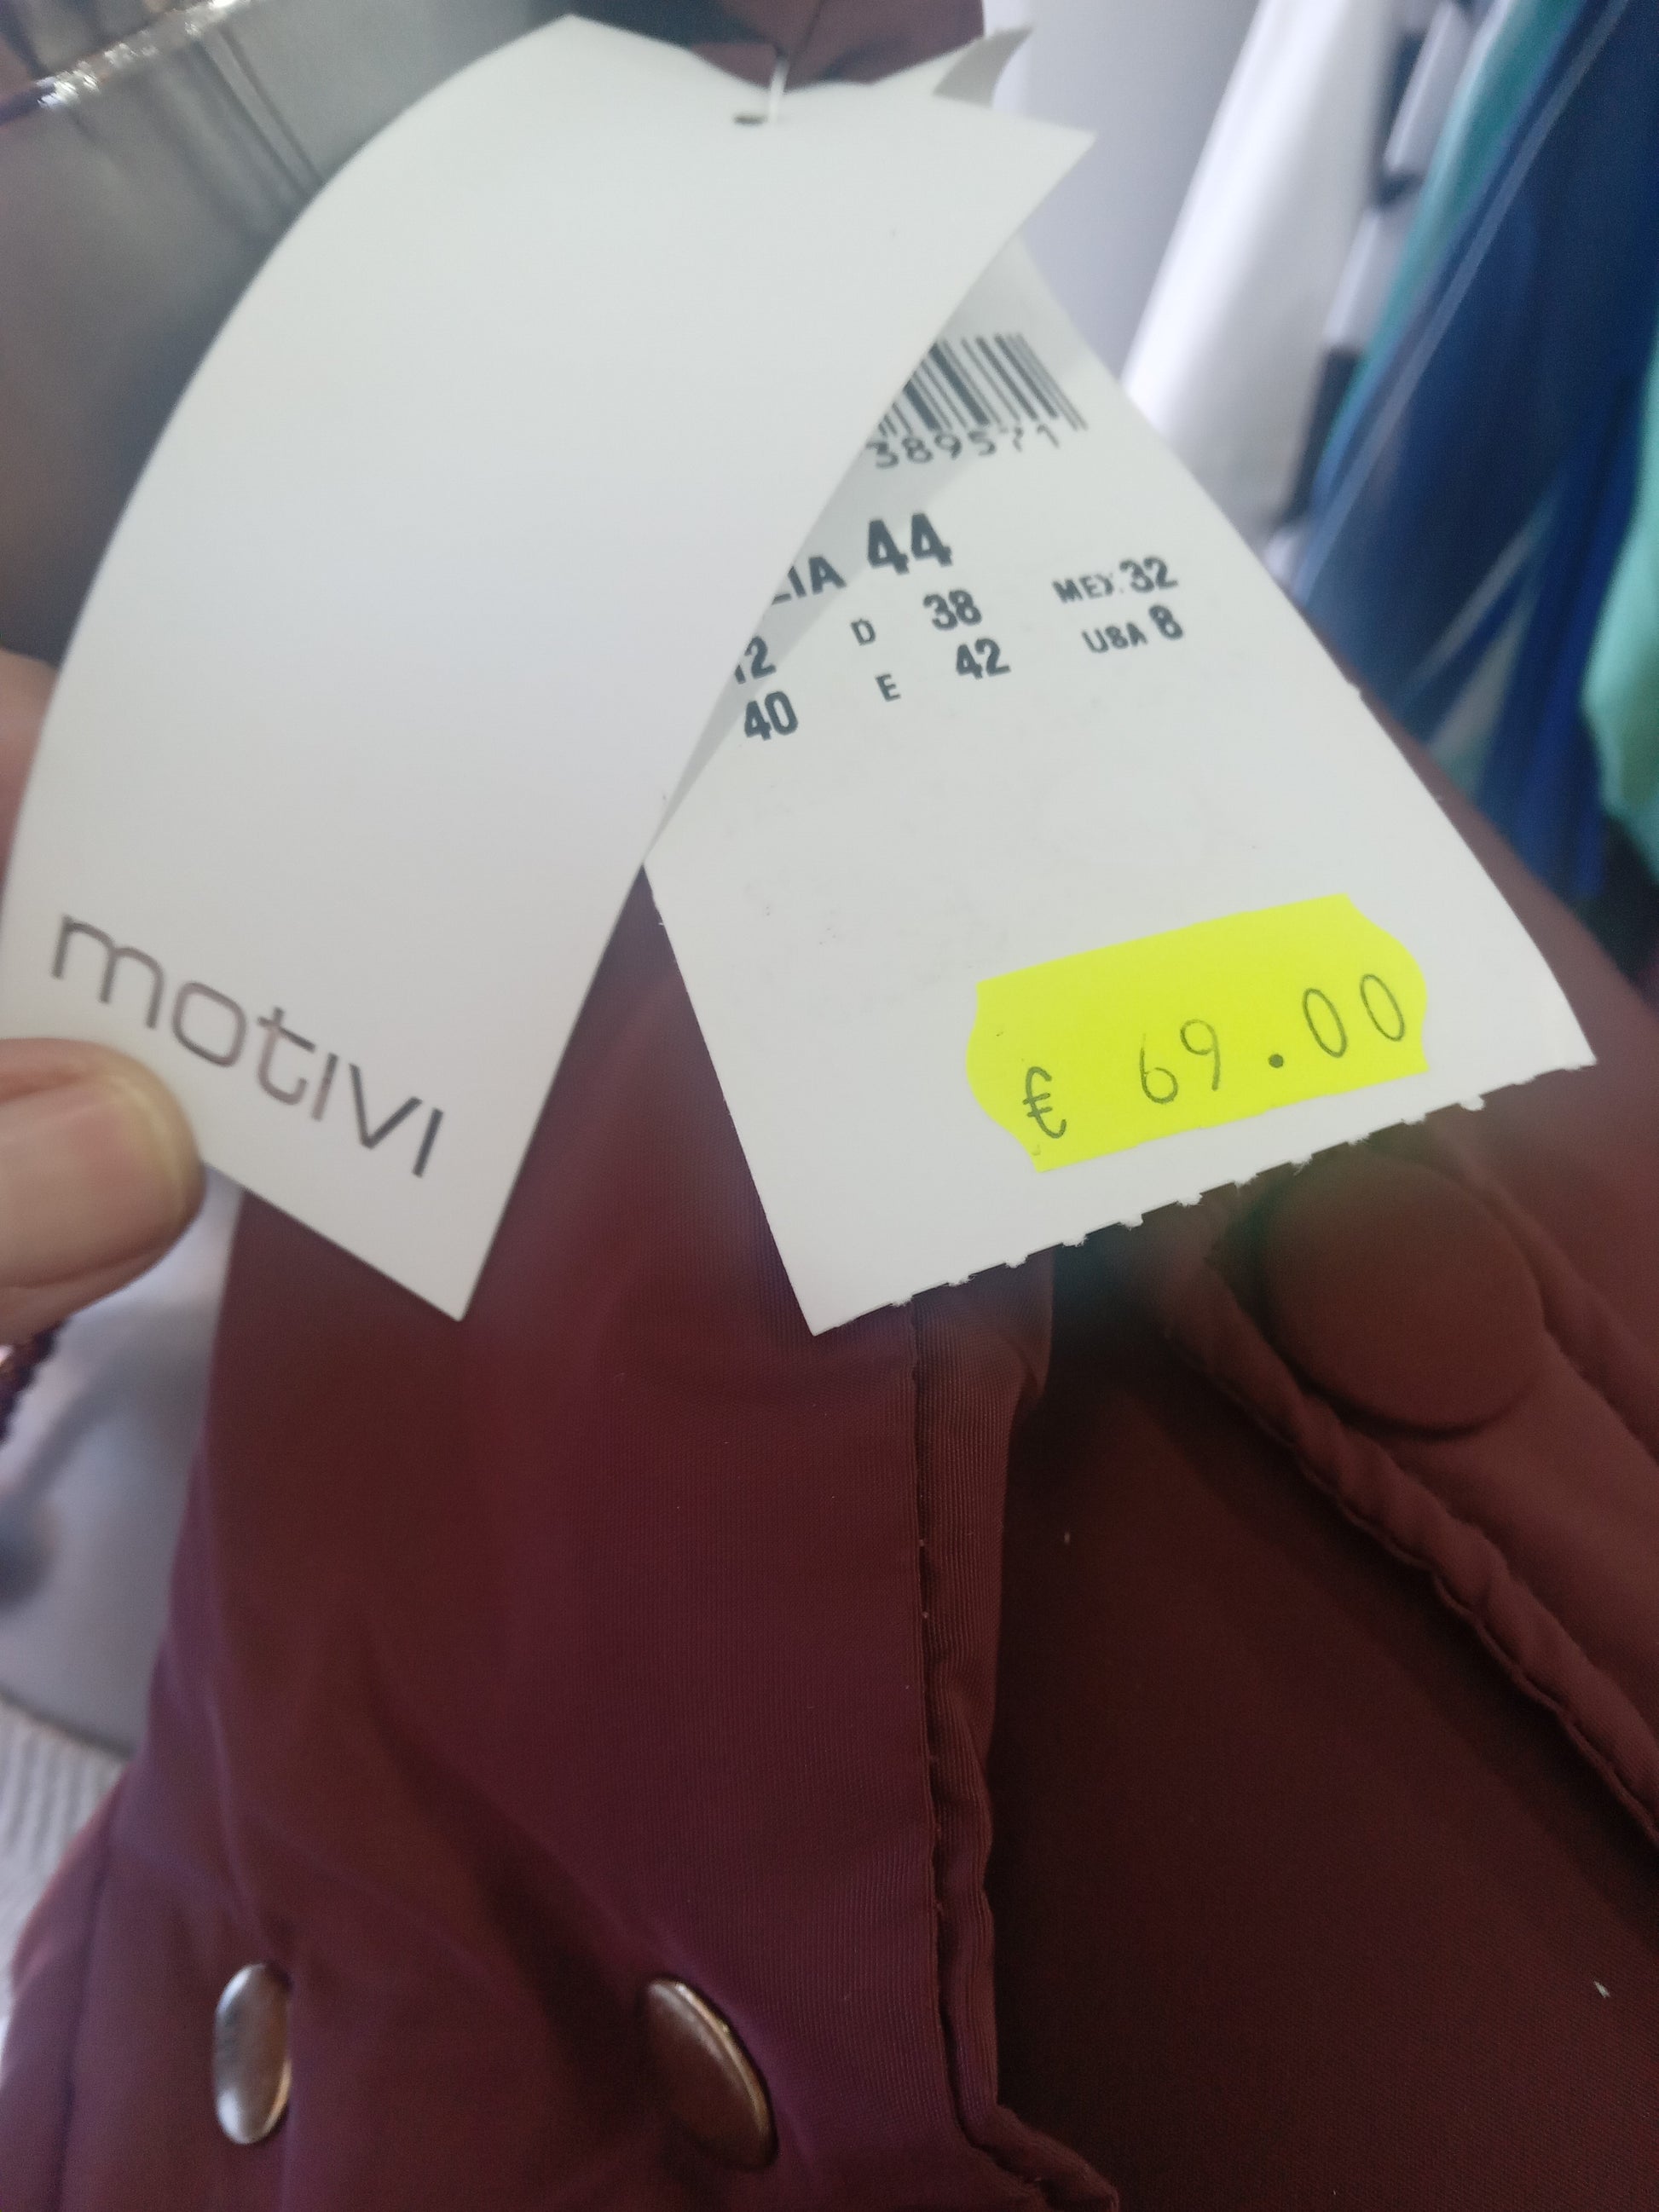 motivi
389571
LIA 44
12 D 38 MEX 32
40 E 42 USA 8
€ 69.00